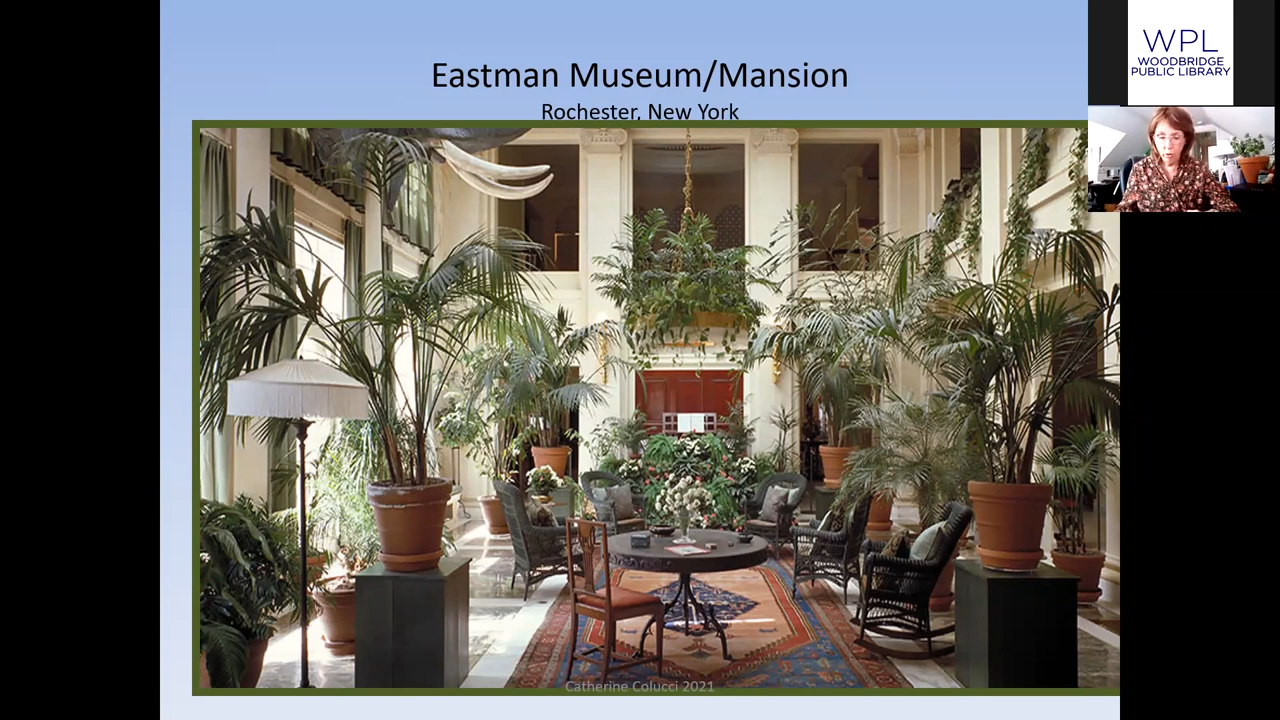 Eastman Museum/Mansion
Rochester, New York
WPL
WOODBRIDGE
PUBLIC LIBRARY
Catherine Colucci 2021